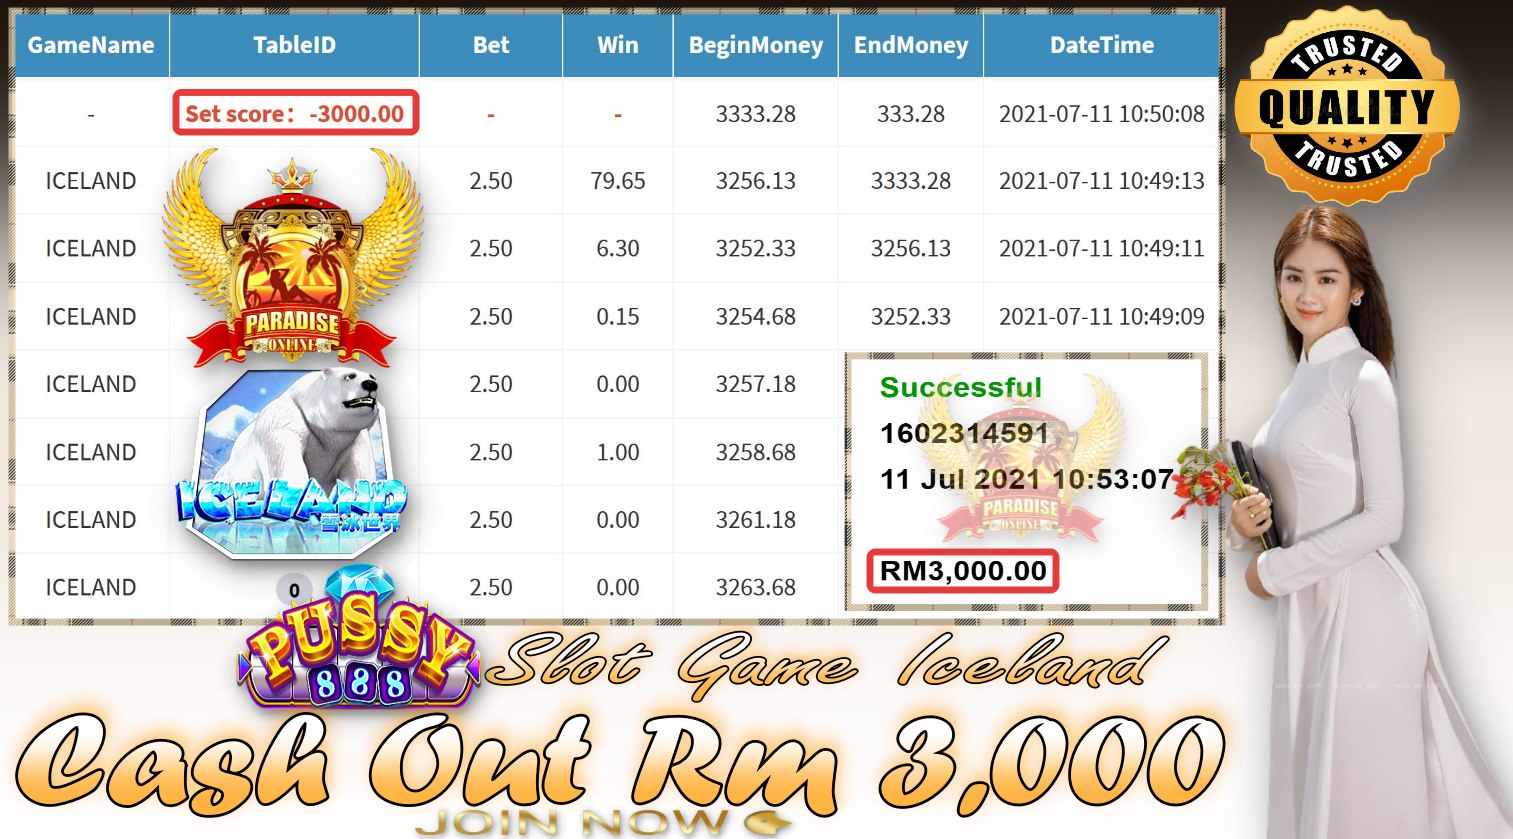 GameName TableID Bet Win BeginMoney EndMoney DateTime
- Set score: -3000.00 - - 3333.28 333.28 2021-07-11 10:50:08
ICELAND 2.50 79.65 3256.13 3333.28 2021-07-11 10:49:13
ICELAND 2.50 6.30 3252.33 3256.13 2021-07-11 10:49:11
ICELAND 2.50 0.15 3254.68 3252.33 2021-07-11 10:49:09
ICELAND 2.50 0.00 3257.18
ICELAND 2.50 1.00 3258.68
ICELAND 2.50 0.00 3261.18
ICELAND 0 2.50 0.00 3263.68
PARADISE
ONLINE
ICELAND
雪冰世界
PUSSY
888
Successful
1602314591
11 Jul 2021 10:53:07
PARADISE
ONLINE
RM3,000.00
TRUSTED
QUALITY
TRUSTED
Slot Game Iceland
Cash Out Rm 3,000
JOIN NOW